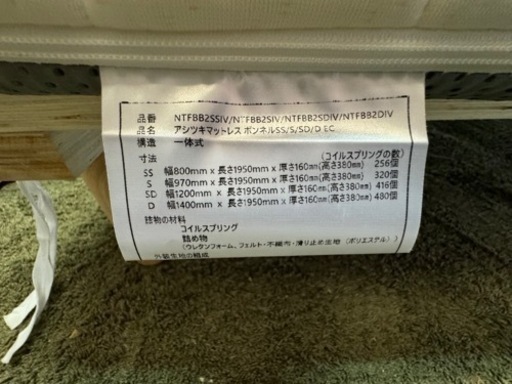 品番 NTFBB2SSIV/NTFBB2SIV/NTFBB2SDIV/NTFBB2DIV
品名 アシツキマットレス ボンネルSS/S/SD/D EC
構造 一体式
寸法 (コイルスプリングの数)
SS 幅800mm x 長さ1950mm x 厚さ160mm(高さ380mm) 256個
S 幅970mm x 長さ1950mm x 厚さ160mm(高さ380mm) 320個
SD 幅1200mm x 長さ1950mm x 厚さ160mm(高さ380mm) 416個
D 幅1400mm x 長さ1950mm x 厚さ160mm(高さ380mm) 480個
詰物の材料
コイルスプリング
詰め物
(ウレタンフォーム、フェルト・不織布・滑り止め生地(ポリエステル)
外装生地の組成